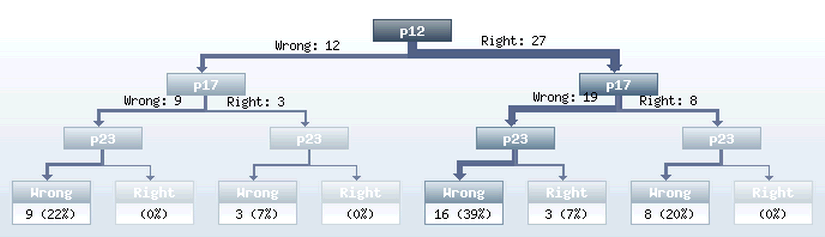 p12
Wrong: 12
Right: 27
p17
p17
Wrong: 9
Right: 3
Wrong: 19
Right: 8
p23
p23
p23
p23
Wrong
Right
Wrong
Right
Wrong
Right
Wrong
Right
9 (22%)
(0%)
3 (7%)
(0%)
16 (39%)
3 (7%)
8 (20%)
(0%)